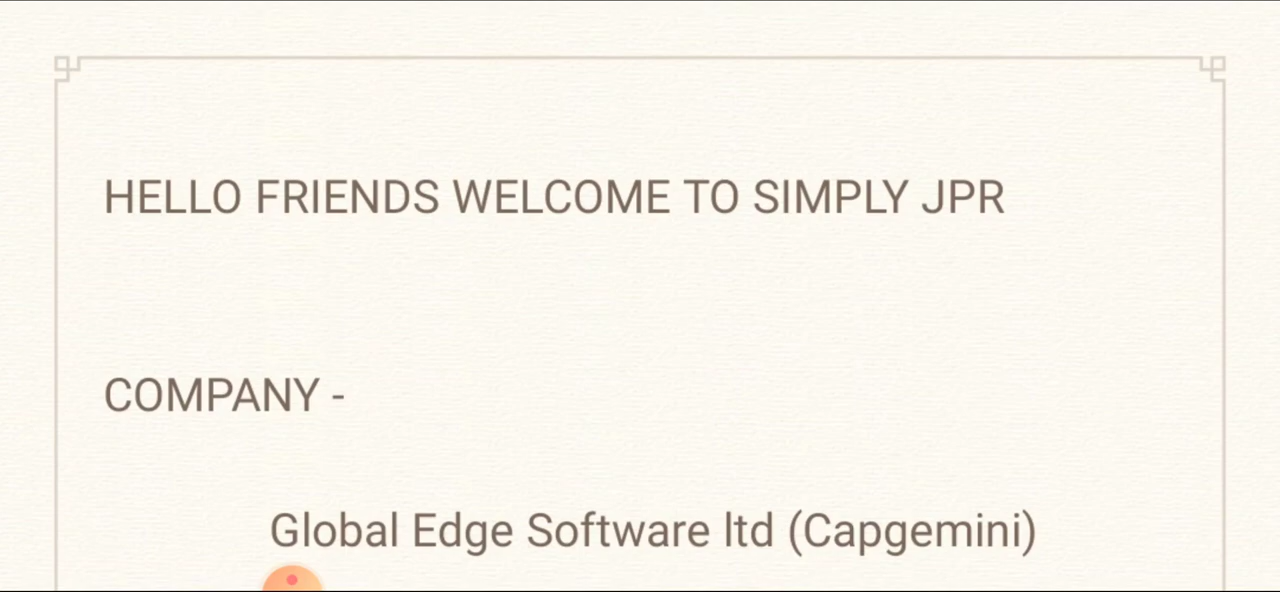 HELLO FRIENDS WELCOME TO SIMPLY JPR
COMPANY -
Global Edge Software ltd (Capgemini)